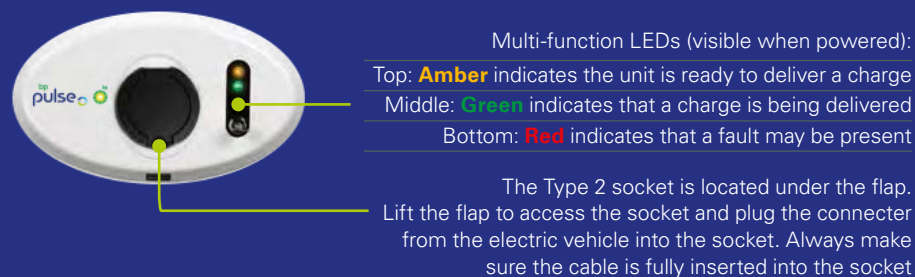 bp
pulse
Multi-function LEDs (visible when powered):
Top: Amber indicates the unit is ready to deliver a charge
Middle: Green indicates that a charge is being delivered
Bottom: Red indicates that a fault may be present
The Type 2 socket is located under the flap.
Lift the flap to access the socket and plug the connecter
from the electric vehicle into the socket. Always make
sure the cable is fully inserted into the socket